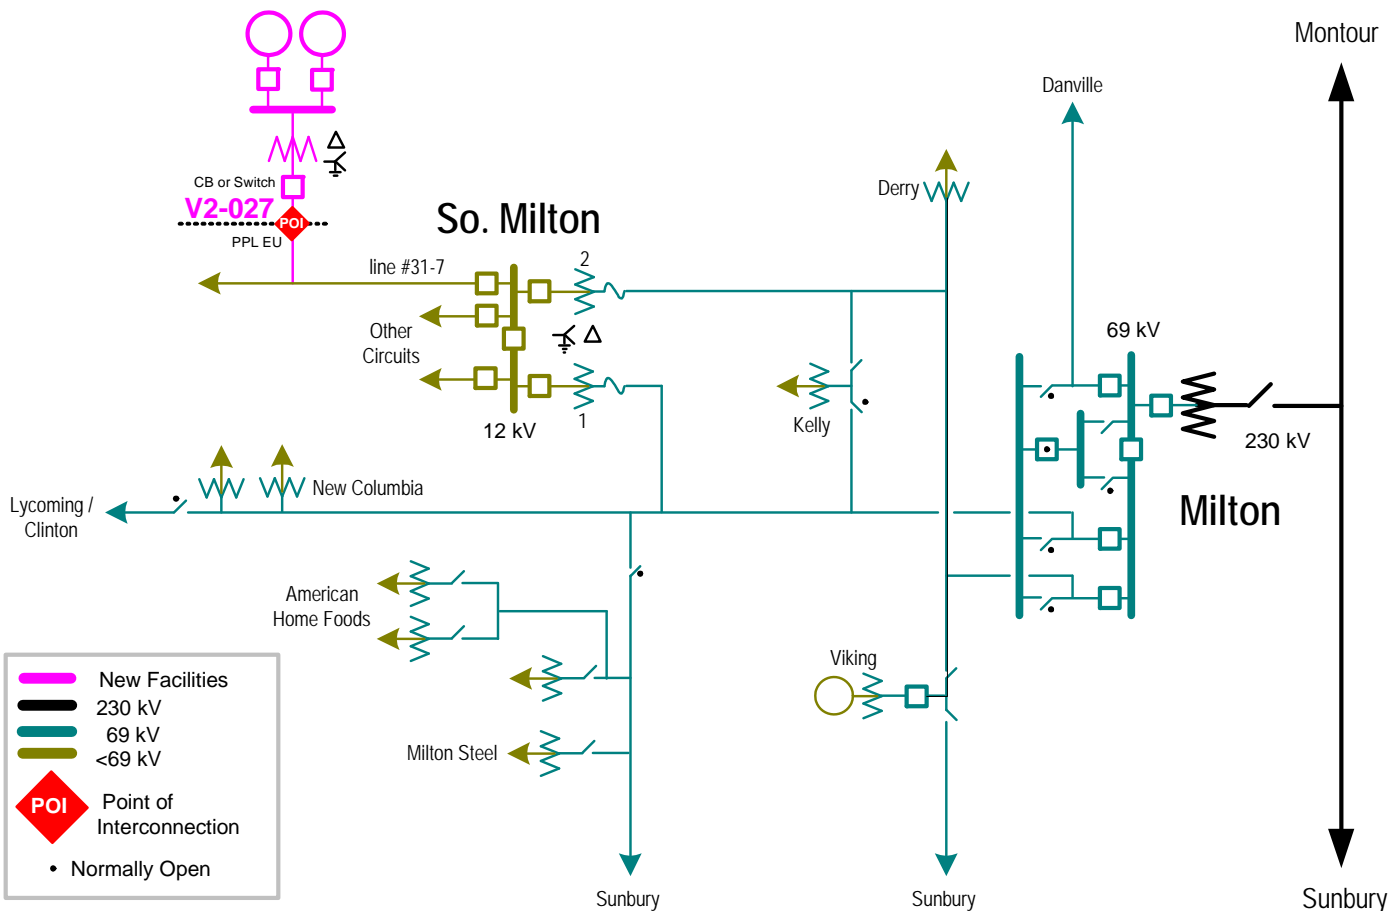 Montour
Danville
CB or Switch
V2-027
POI
PPL EU
So. Milton
Derry
line #31-7
2
Other
Circuits
69 kV
1
12 kV
Kelly
230 kV
New Columbia
Lycoming /
Clinton
Milton
American
Home Foods
Viking
Milton Steel
New Facilities
230 kV
69 kV
<69 kV
POI
Point of
Interconnection
• Normally Open
Sunbury
Sunbury
Sunbury